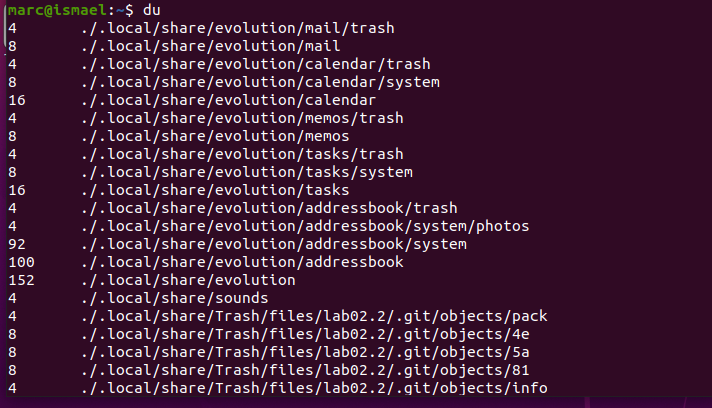 marc@ismael:~$ du
4 ./.local/share/evolution/mail/trash
8 ./.local/share/evolution/mail
4 ./.local/share/evolution/calendar/trash
8 ./.local/share/evolution/calendar/system
16 ./.local/share/evolution/calendar
4 ./.local/share/evolution/memos/trash
8 ./.local/share/evolution/memos
4 ./.local/share/evolution/tasks/trash
8 ./.local/share/evolution/tasks/system
16 ./.local/share/evolution/tasks
4 ./.local/share/evolution/addressbook/trash
4 ./.local/share/evolution/addressbook/system/photos
92 ./.local/share/evolution/addressbook/system
100 ./.local/share/evolution/addressbook
152 ./.local/share/evolution
4 ./.local/share/sounds
4 ./.local/share/Trash/files/lab02.2/.git/objects/pack
8 ./.local/share/Trash/files/lab02.2/.git/objects/4e
8 ./.local/share/Trash/files/lab02.2/.git/objects/5a
8 ./.local/share/Trash/files/lab02.2/.git/objects/81
4 ./.local/share/Trash/files/lab02.2/.git/objects/info